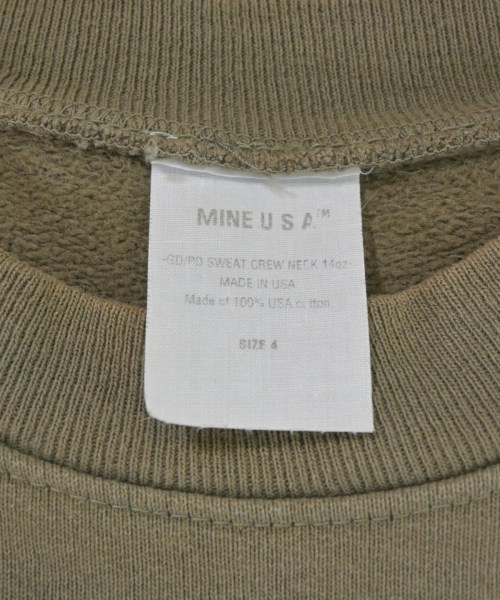 MINE U S A™
-GD/PD SWEAT CREW NECK 14oz-
MADE IN USA
Made of 100% USA cotton
SIZE 4